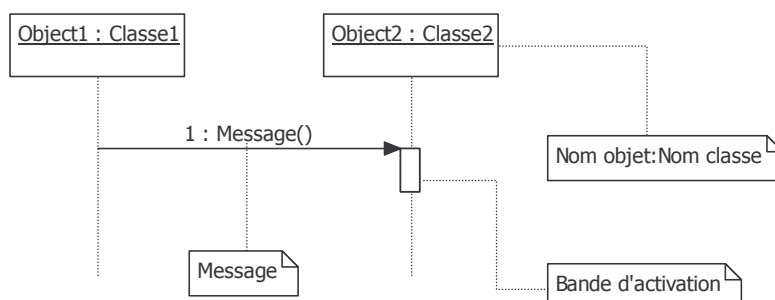 Object1 : Classe1
Object2 : Classe2
1 : Message()
Nom objet:Nom classe
Message
Bande d'activation